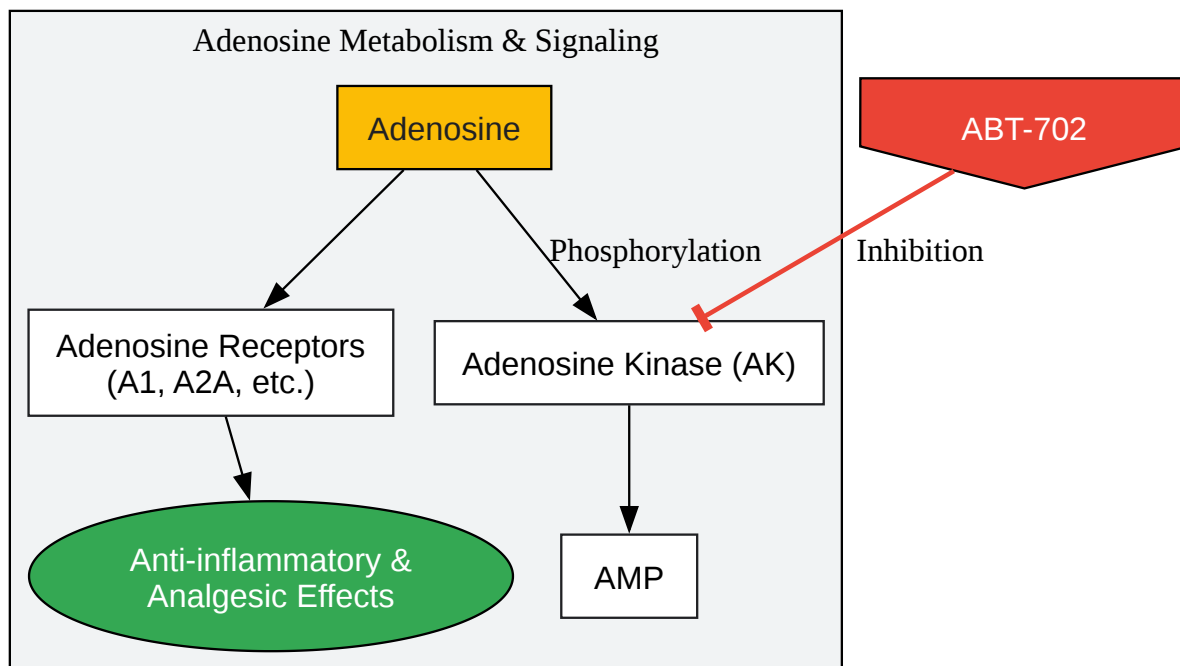 Adenosine Metabolism & Signaling
Adenosine
ABT-702
Phosphorylation
Inhibition
Adenosine Receptors
(A1, A2A, etc.)
Adenosine Kinase (AK)
Anti-inflammatory &
Analgesic Effects
AMP